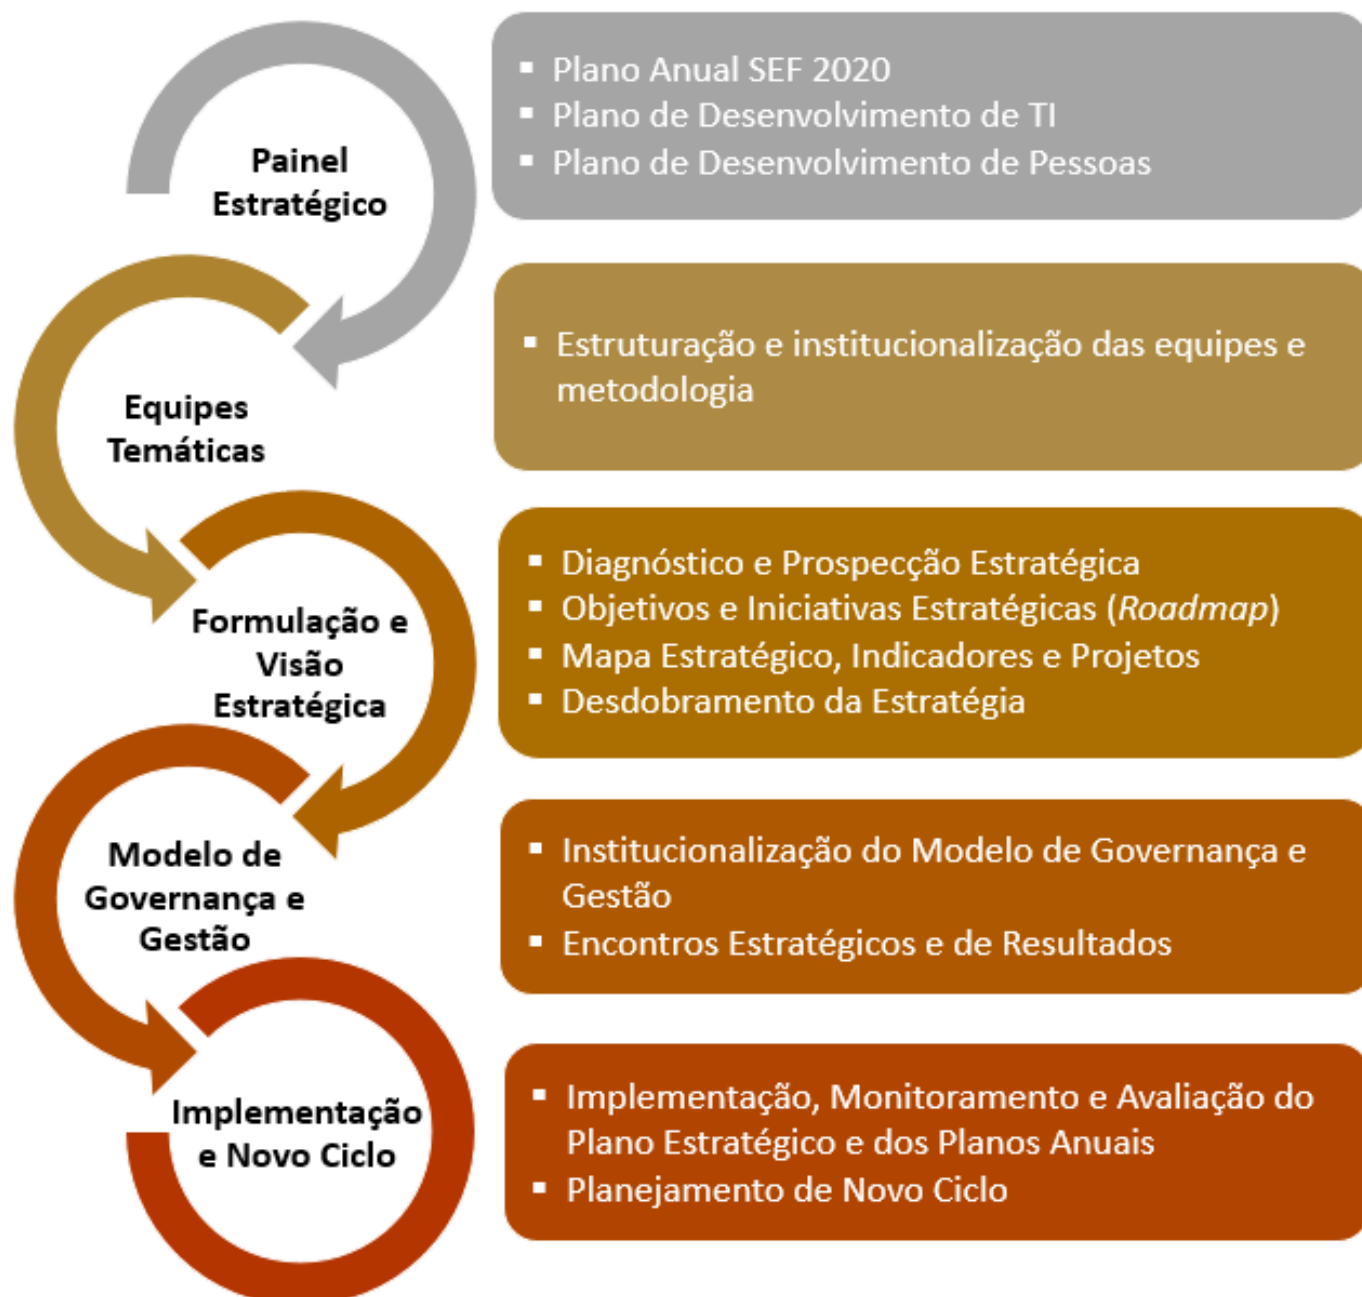 Painel
Estratégico
▪ Plano Anual SEF 2020
▪ Plano de Desenvolvimento de TI
▪ Plano de Desenvolvimento de Pessoas
Equipes
Temáticas
▪ Estruturação e institucionalização das equipes e
metodologia
Formulação e
Visão
Estratégica
▪ Diagnóstico e Prospecção Estratégica
▪ Objetivos e Iniciativas Estratégicas (Roadmap)
▪ Mapa Estratégico, Indicadores e Projetos
▪ Desdobramento da Estratégia
Modelo de
Governança e
Gestão
▪ Institucionalização do Modelo de Governança e
Gestão
▪ Encontros Estratégicos e de Resultados
Implementação
e Novo Ciclo
▪ Implementação, Monitoramento e Avaliação do
Plano Estratégico e dos Planos Anuais
▪ Planejamento de Novo Ciclo